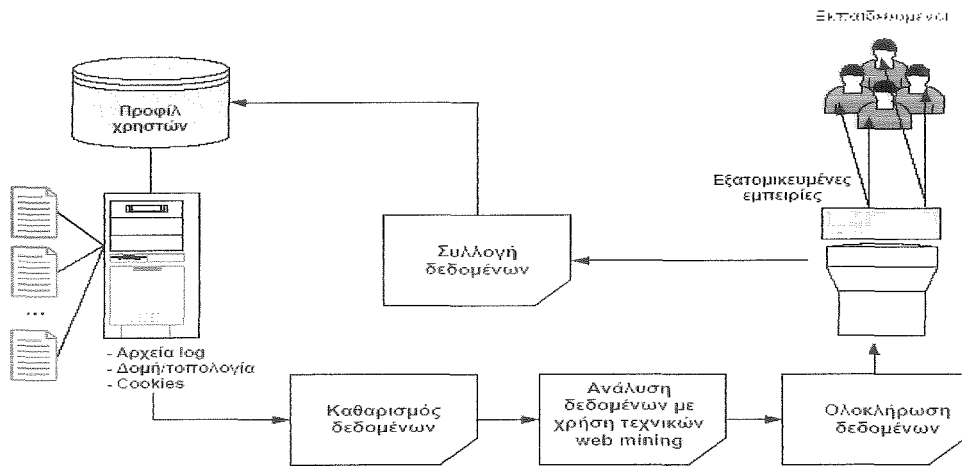 Εκπαιδευόμενοι
Προφίλ
χρηστών
Εξατομικευμένες
εμπειρίες
Συλλογή
δεδομένων
...
- Αρχεία log
- Δομή/τοπολογία
- Cookies
Καθαρισμός
δεδομένων
Ανάλυση
δεδομένων με
χρήση τεχνικών
web mining
Ολοκλήρωση
δεδομένων